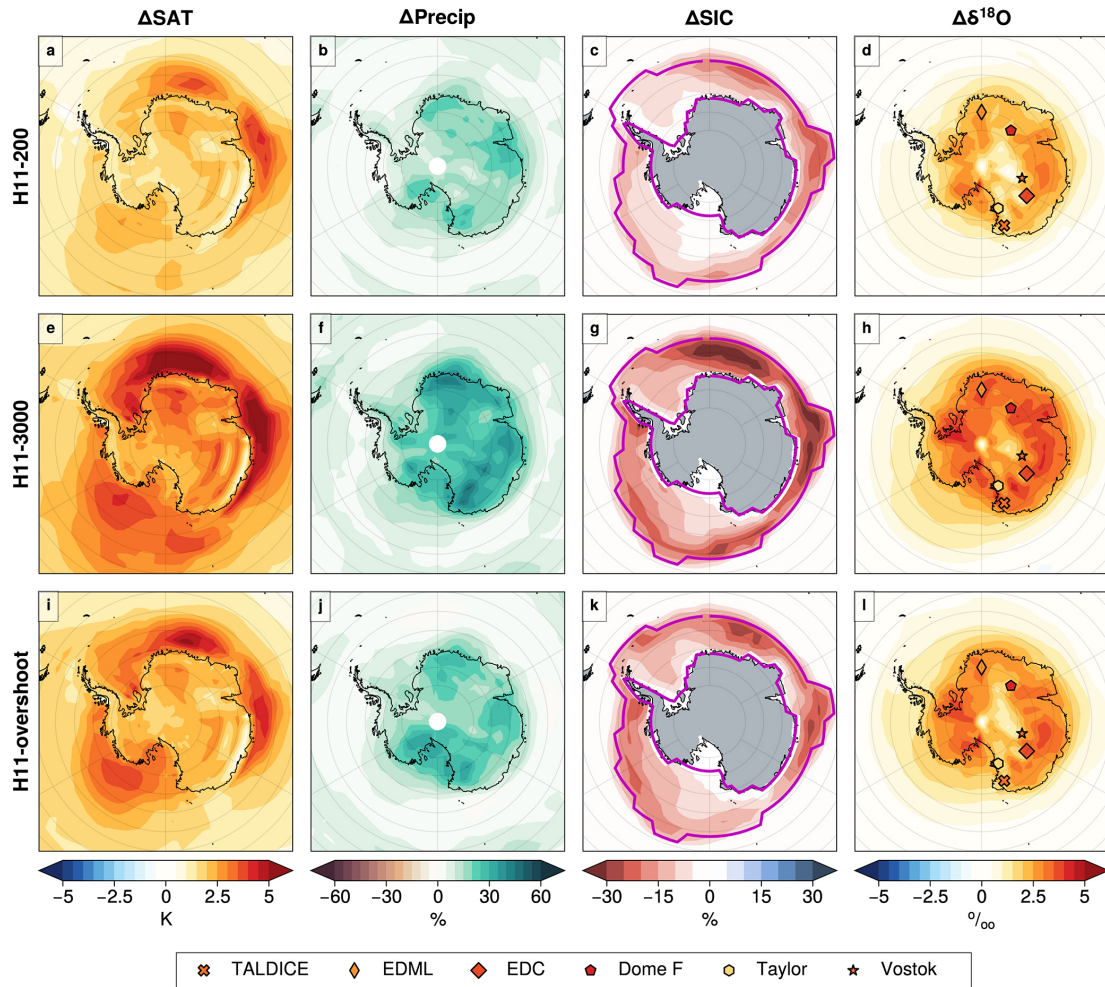 ΔSAT ΔPrecip ΔSIC Δδ¹⁸O
H11-200
a b c d
H11-3000
e f g h
H11-overshoot
i j k l
−5 −2.5 0 2.5 5 −60 −30 0 30 60 −30 −15 0 15 30 −5 −2.5 0 2.5 5
K % % º/ₒₒ
TALDICE EDML EDC Dome F Taylor Vostok